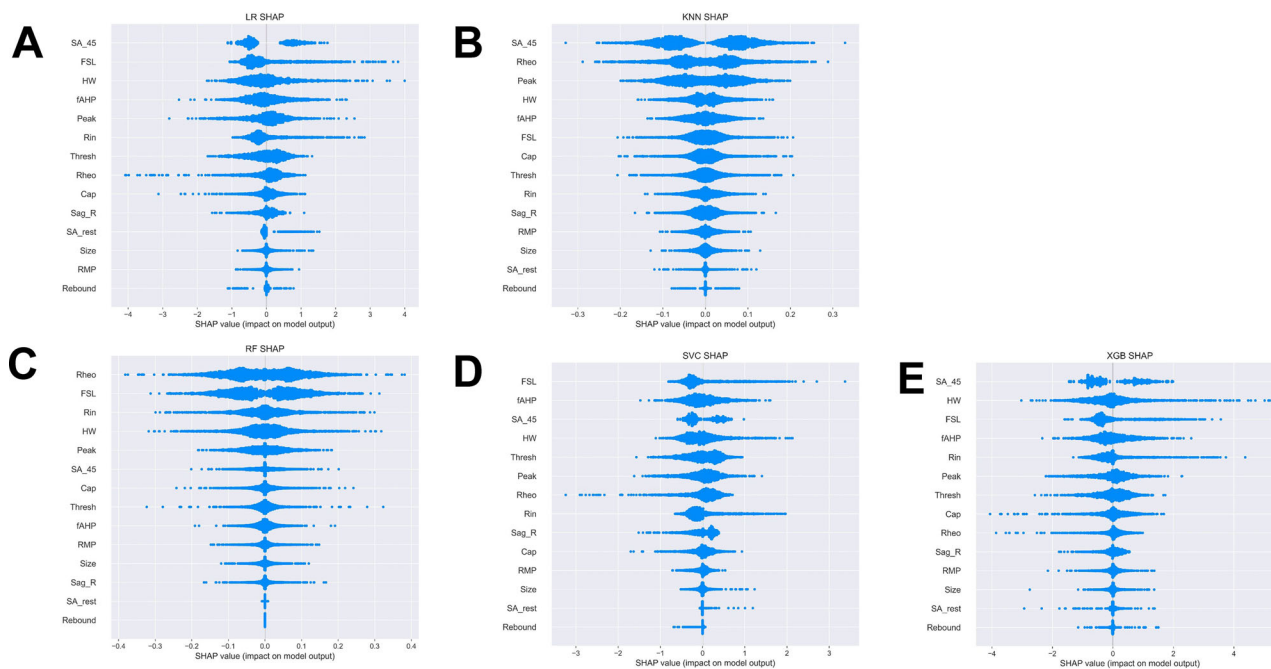 A
LR SHAP
SA_45
FSL
HW
fAHP
Peak
Rin
Thresh
Rheo
Cap
Sag_R
SA_rest
Size
RMP
Rebound
−4 −3 −2 −1 0 1 2 3 4
SHAP value (impact on model output)
B
KNN SHAP
SA_45
Rheo
Peak
HW
fAHP
FSL
Cap
Thresh
Rin
Sag_R
RMP
Size
SA_rest
Rebound
−0.3 −0.2 −0.1 0.0 0.1 0.2 0.3
SHAP value (impact on model output)
C
RF SHAP
Rheo
FSL
Rin
HW
Peak
SA_45
Cap
Thresh
fAHP
RMP
Size
Sag_R
SA_rest
Rebound
−0.4 −0.3 −0.2 −0.1 0.0 0.1 0.2 0.3 0.4
SHAP value (impact on model output)
D
SVC SHAP
FSL
fAHP
SA_45
HW
Thresh
Peak
Rheo
Rin
Sag_R
Cap
RMP
Size
SA_rest
Rebound
−3 −2 −1 0 1 2 3
SHAP value (impact on model output)
E
XGB SHAP
SA_45
HW
FSL
fAHP
Rin
Peak
Thresh
Cap
Rheo
Sag_R
RMP
Size
SA_rest
Rebound
−4 −2 0 2 4
SHAP value (impact on model output)